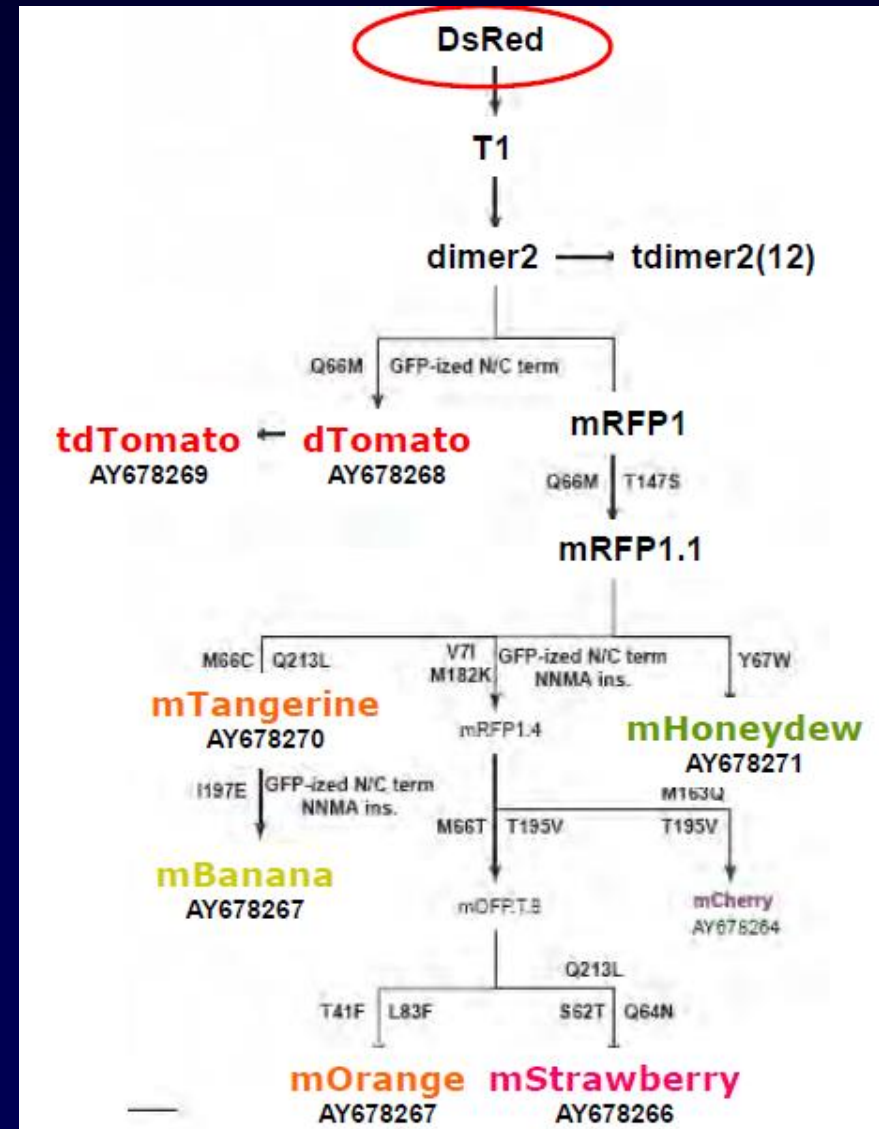 DsRed
T1
dimer2 tdimer2(12)
Q66M GFP-ized N/C term
tdTomato dTomato
AY678269 AY678268
mRFP1
Q66M T147S
mRFP1.1
M66C Q213L
V7I GFP-ized N/C term
M182K NNMA ins.
Y67W
mTangerine
AY678270
mRFP1.4
mHoneydew
AY678271
I197E GFP-ized N/C term
NNMA ins.
M163Q
M66T T195V T195V
mBanana
AY678267
mOFP.T.8
mCherry
AY678264
Q213L
T41F L83F S62T Q64N
mOrange mStrawberry
AY678267 AY678266